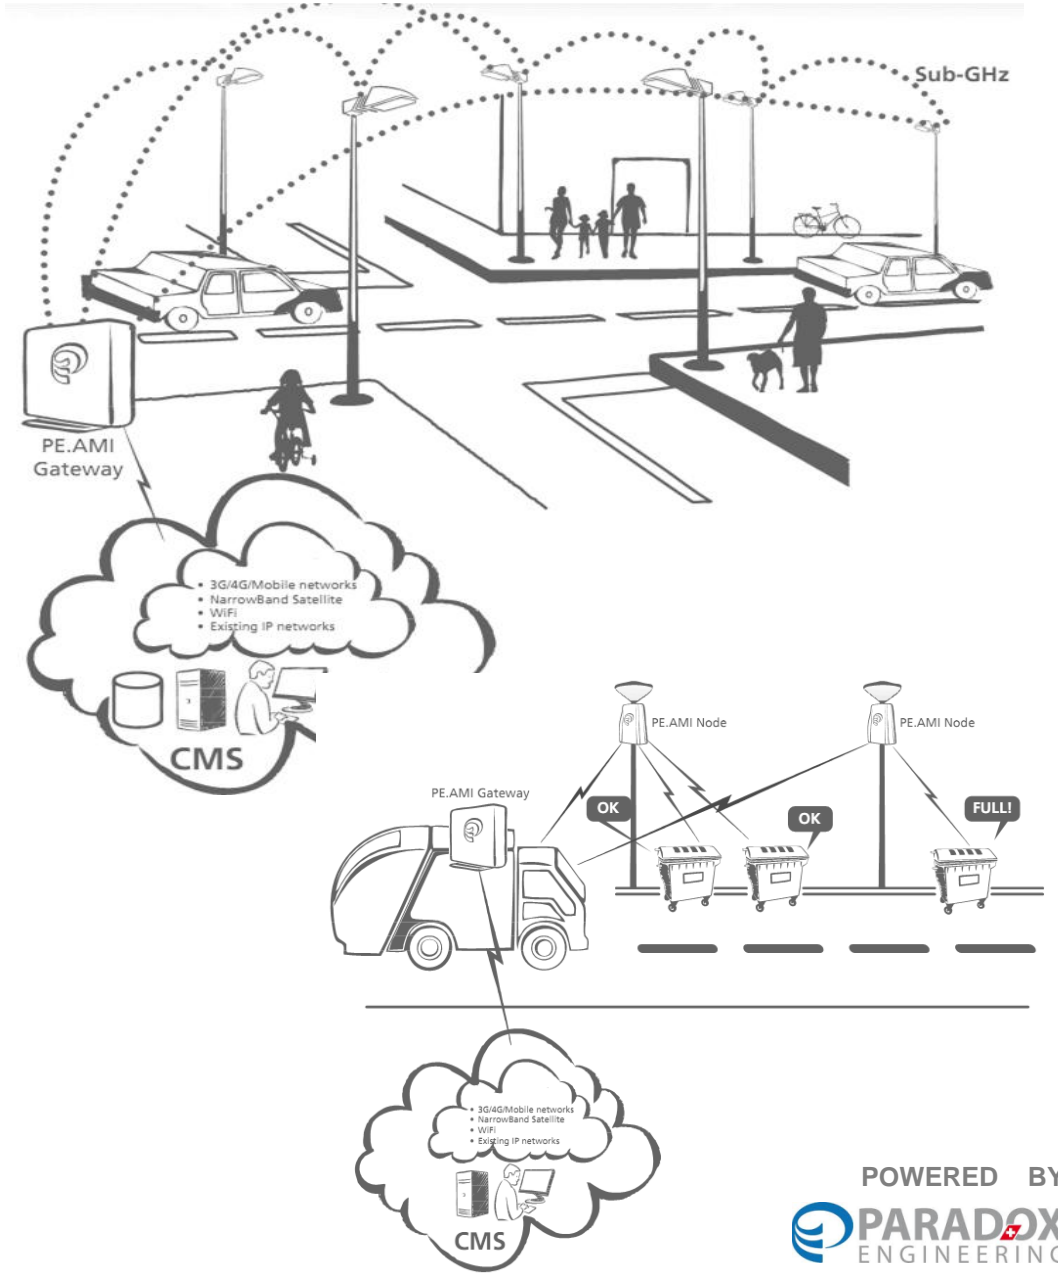 Sub-GHz
PE.AMI
Gateway
• 3G/4G/Mobile networks
• NarrowBand Satellite
• WiFi
• Existing IP networks
CMS
PE.AMI Node
PE.AMI Node
PE.AMI Gateway
OK
OK
FULL!
• 3G/4G/Mobile networks
• NarrowBand Satellite
• WiFi
• Existing IP networks
CMS
POWERED BY
PARADOX
ENGINEERING